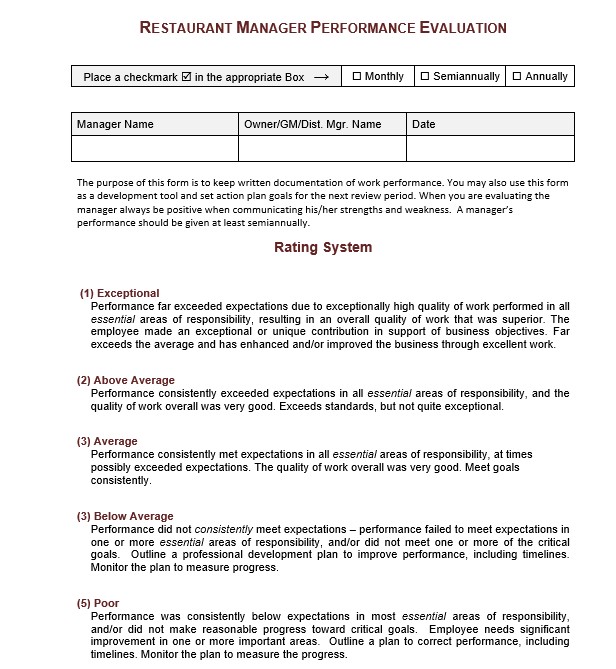 RESTAURANT MANAGER PERFORMANCE EVALUATION
Place a checkmark ☑ in the appropriate Box → ☐ Monthly ☐ Semiannually ☐ Annually
Manager Name Owner/GM/Dist. Mgr. Name Date
The purpose of this form is to keep written documentation of work performance. You may also use this form
as a development tool and set action plan goals for the next review period. When you are evaluating the
manager always be positive when communicating his/her strengths and weakness. A manager's
performance should be given at least semiannually.
Rating System
(1) Exceptional
Performance far exceeded expectations due to exceptionally high quality of work performed in all
essential areas of responsibility, resulting in an overall quality of work that was superior. The
employee made an exceptional or unique contribution in support of business objectives. Far
exceeds the average and has enhanced and/or improved the business through excellent work.
(2) Above Average
Performance consistently exceeded expectations in all essential areas of responsibility, and the
quality of work overall was very good. Exceeds standards, but not quite exceptional.
(3) Average
Performance consistently met expectations in all essential areas of responsibility, at times
possibly exceeded expectations. The quality of work overall was very good. Meet goals
consistently.
(3) Below Average
Performance did not consistently meet expectations – performance failed to meet expectations in
one or more essential areas of responsibility, and/or did not meet one or more of the critical
goals. Outline a professional development plan to improve performance, including timelines.
Monitor the plan to measure progress.
(5) Poor
Performance was consistently below expectations in most essential areas of responsibility,
and/or did not make reasonable progress toward critical goals. Employee needs significant
improvement in one or more important areas. Outline a plan to correct performance, including
timelines. Monitor the plan to measure the progress.